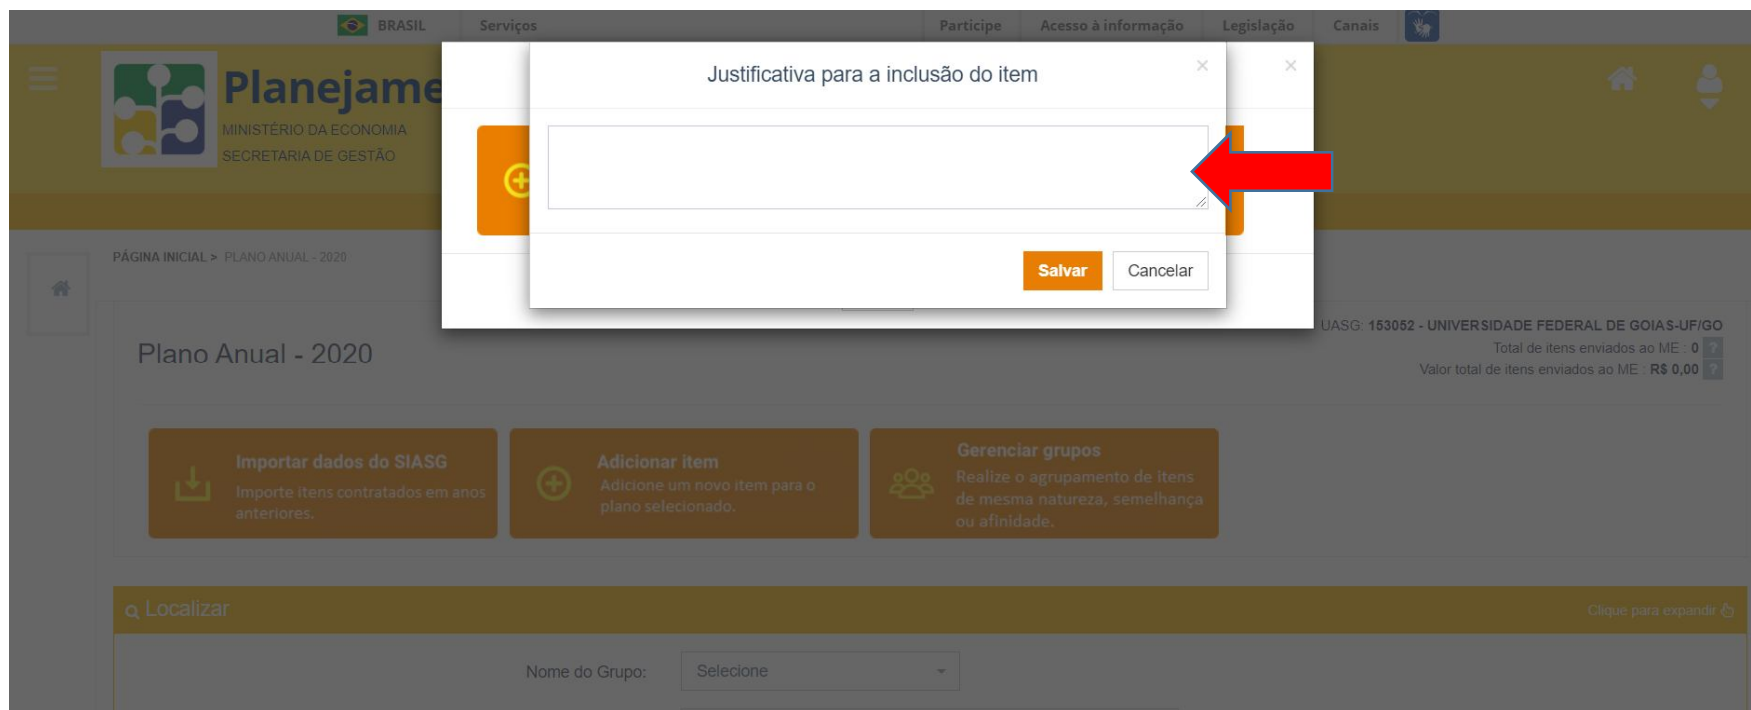 BRASIL Serviços Participe Acesso à informação Legislação Canais
Justificativa para a inclusão do item × ×
Planejame
MINISTÉRIO DA ECONOMIA
SECRETARIA DE GESTÃO
Salvar Cancelar
PÁGINA INICIAL > PLANO ANUAL - 2020
UASG: 153052 - UNIVERSIDADE FEDERAL DE GOIAS-UF/GO
Total de itens enviados ao ME : 0 ?
Valor total de itens enviados ao ME : R$ 0,00 ?
Plano Anual - 2020
Importar dados do SIASG
Importe itens contratados em anos
anteriores.
Adicionar item
Adicione um novo item para o
plano selecionado.
Gerenciar grupos
Realize o agrupamento de itens
de mesma natureza, semelhança
ou afinidade.
Localizar Clique para expandir
Nome do Grupo: Selecione